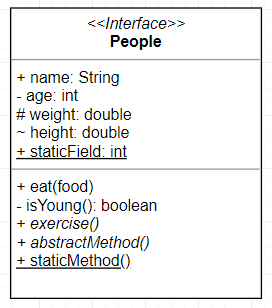 <<Interface>>
People
+ name: String
- age: int
# weight: double
~ height: double
+ staticField: int
+ eat(food)
- isYoung(): boolean
+ exercise()
+ abstractMethod()
+ staticMethod()